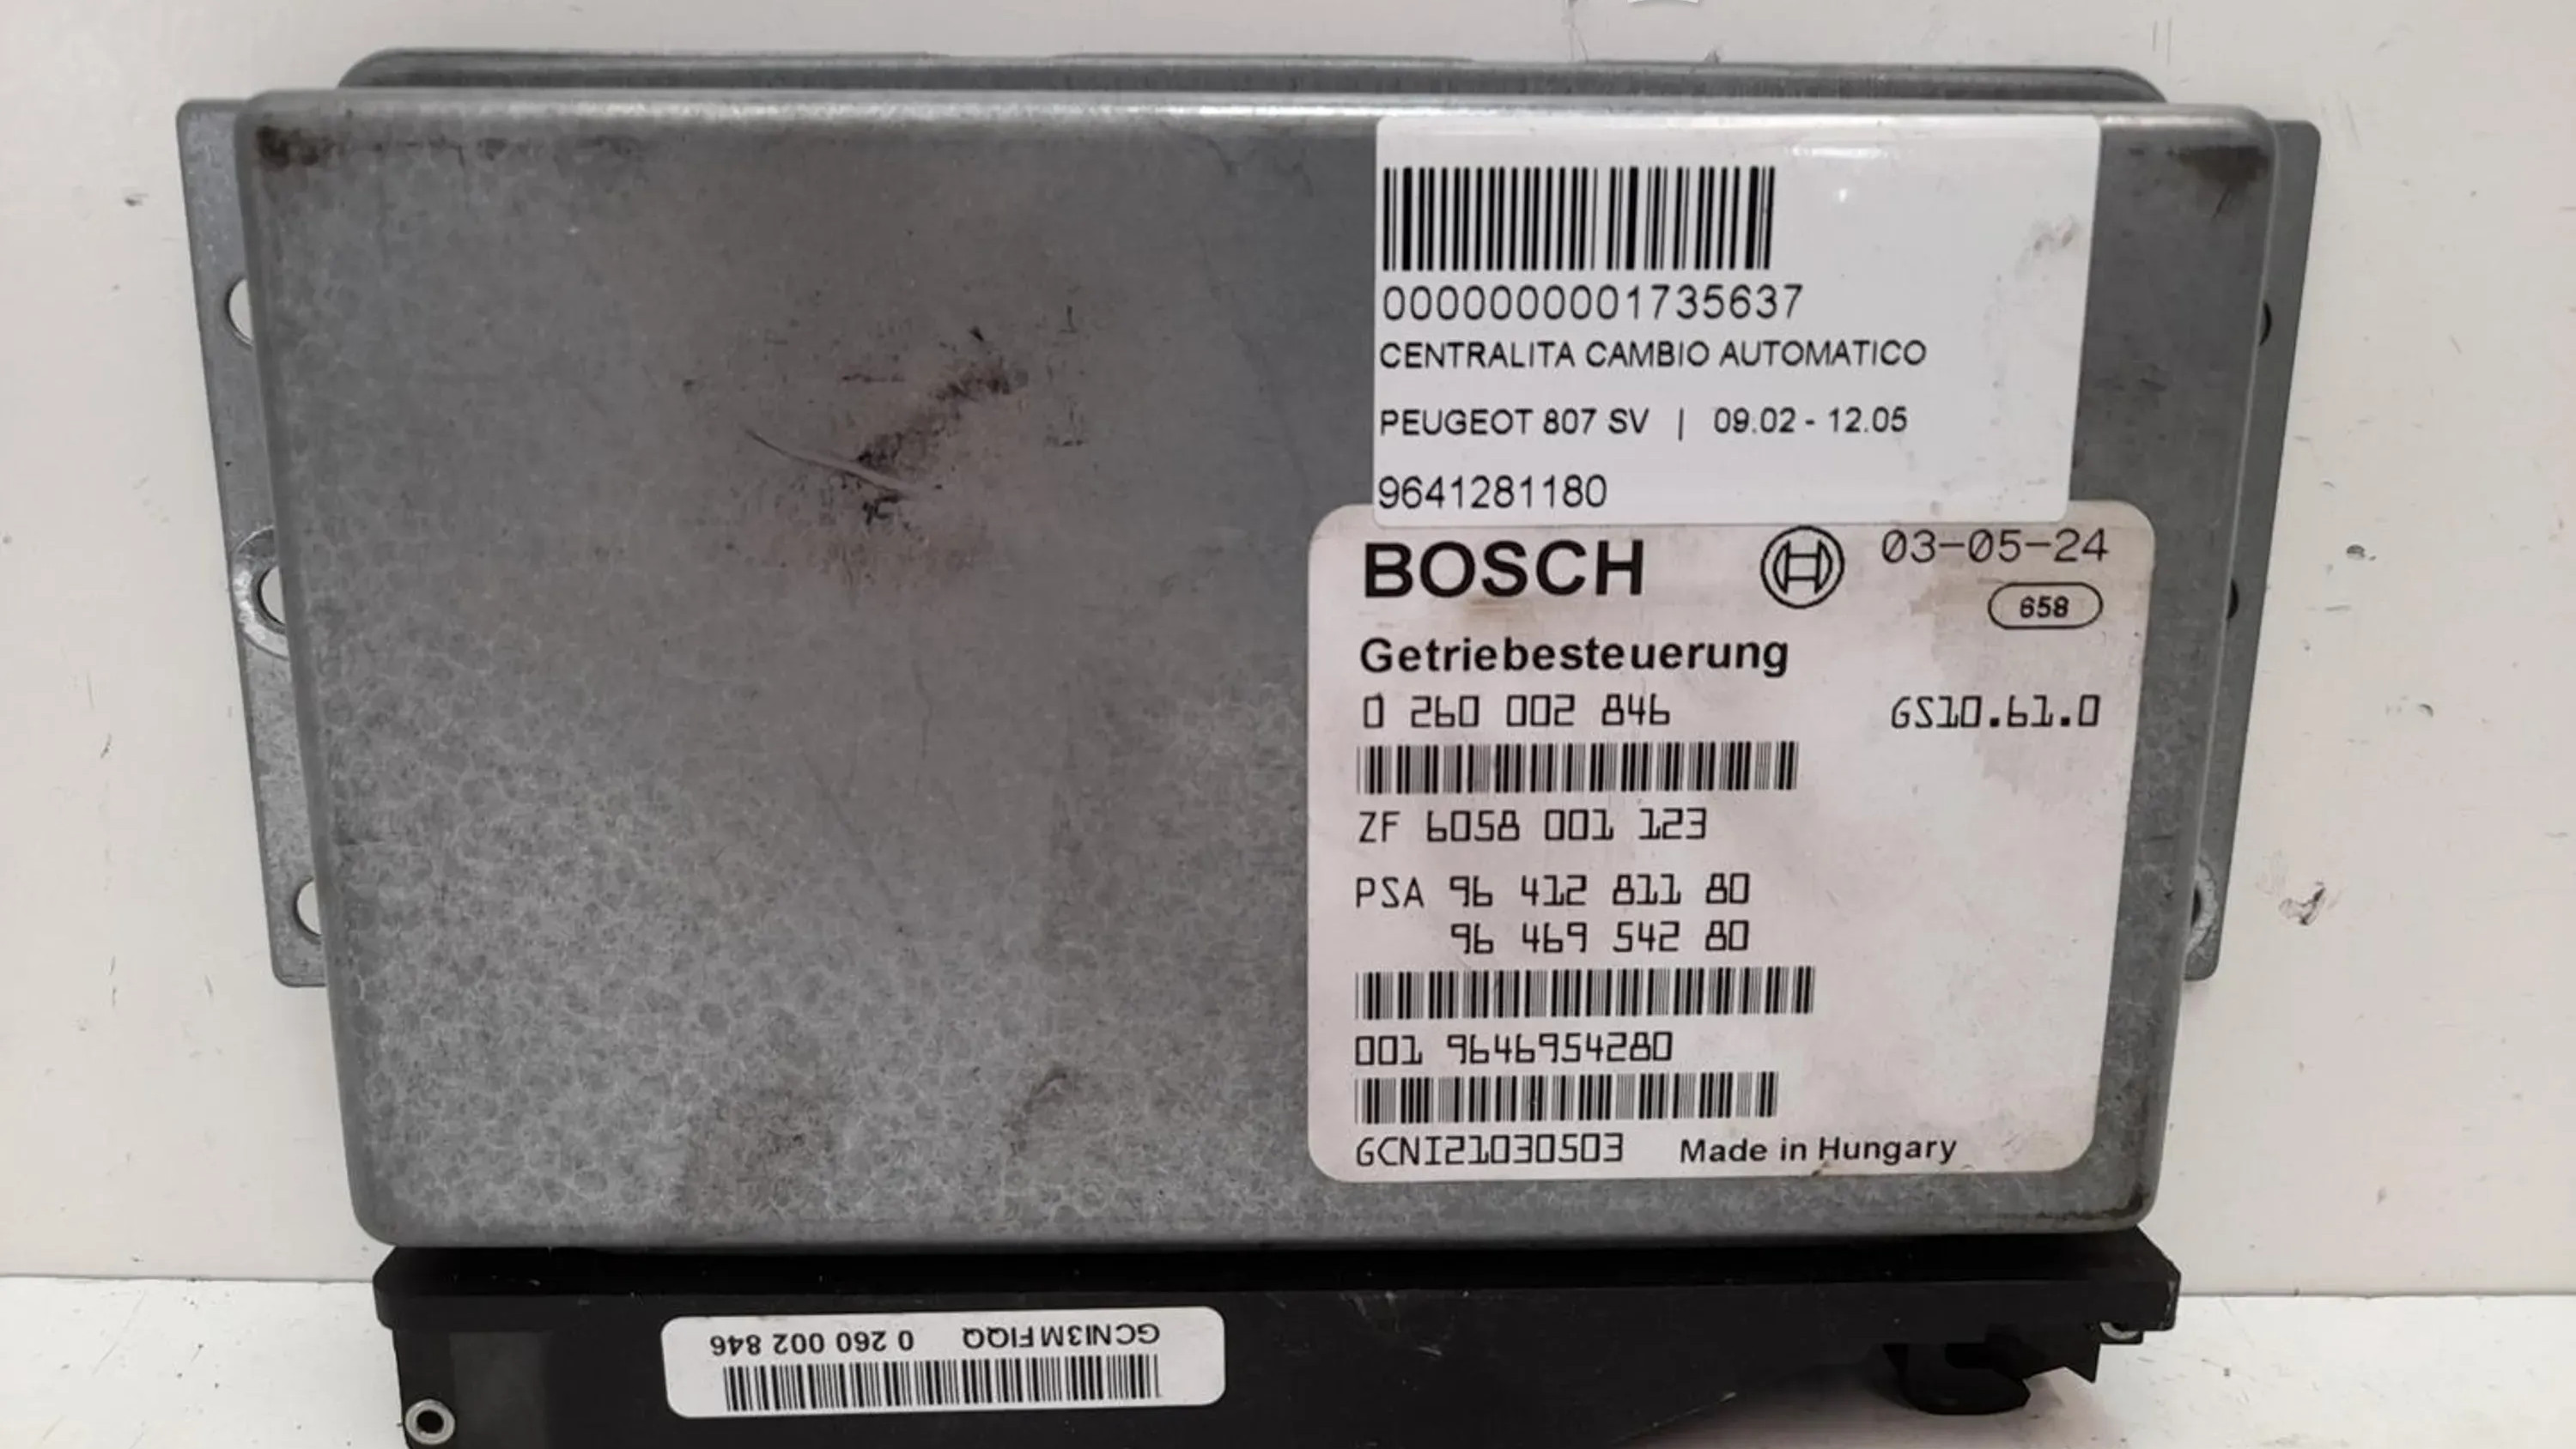 0000000001735637
CENTRALITA CAMBIO AUTOMATICO
PEUGEOT 807 SV | 09.02 - 12.05
9641281180
BOSCH 03-05-24
658
Getriebesteuerung
0 260 002 846 GS10.61.0
ZF 6058 001 123
PSA 96 412 811 80
96 469 542 80
001 9646954280
GCNI21030503 Made in Hungary
GCNI3MFIQQ 0 260 002 846